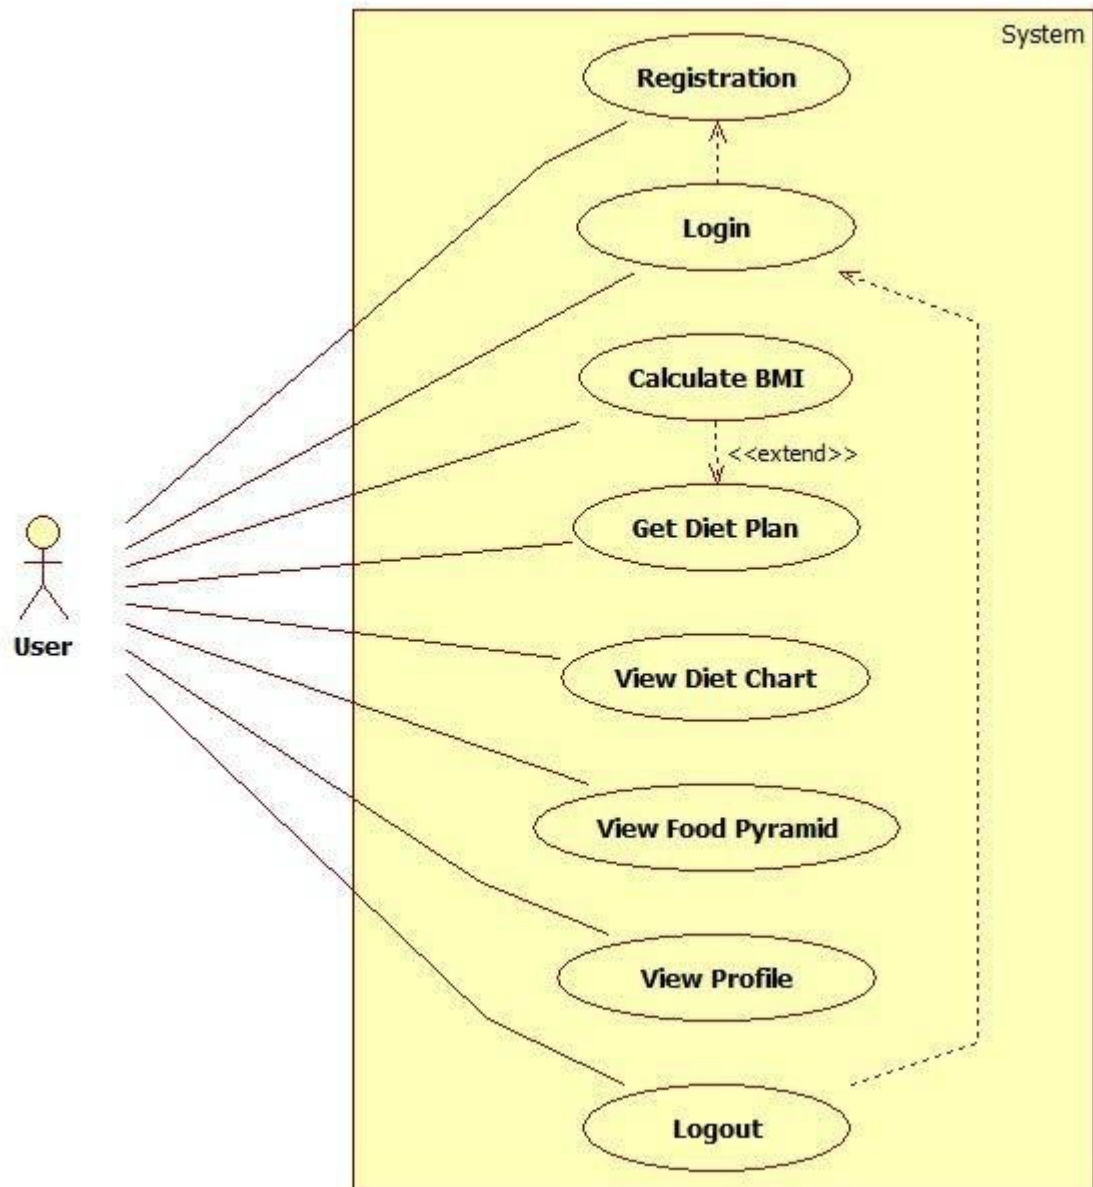 System
Registration
Login
Calculate BMI
<<extend>>
Get Diet Plan
User
View Diet Chart
View Food Pyramid
View Profile
Logout